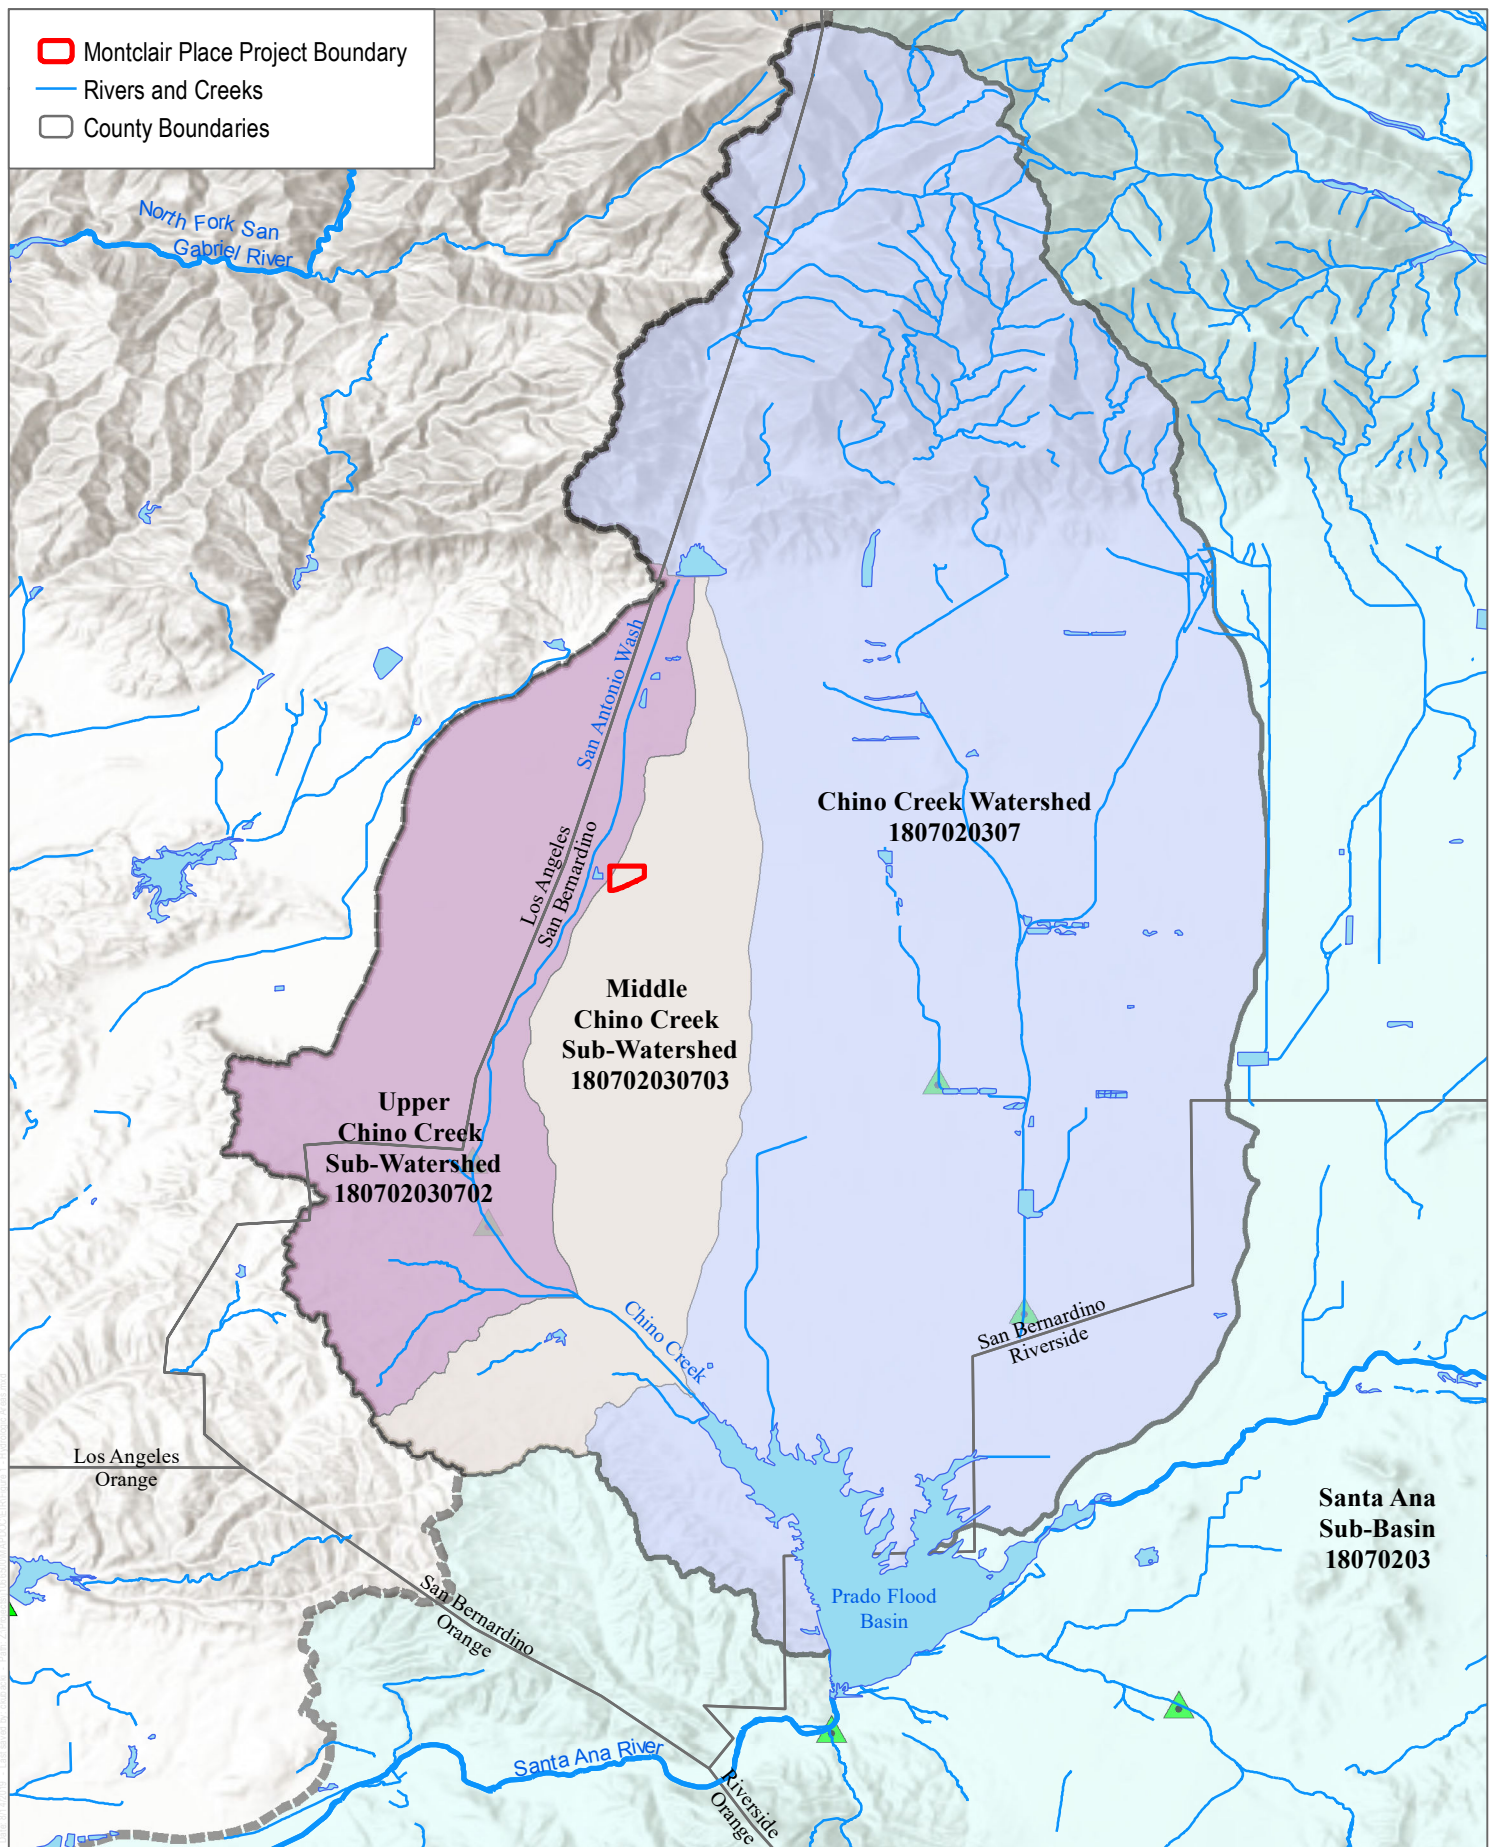 Montclair Place Project Boundary
Rivers and Creeks
County Boundaries
North Fork San
Gabriel River
San Antonio Wash
Los Angeles
San Bernardino
Chino Creek Watershed
1807020307
Middle
Chino Creek
Sub-Watershed
180702030703
Upper
Chino Creek
Sub-Watershed
180702030702
Chino Creek
San Bernardino
Riverside
Los Angeles
Orange
Santa Ana
Sub-Basin
18070203
Prado Flood
Basin
San Bernardino
Orange
Santa Ana River
Riverside
Orange